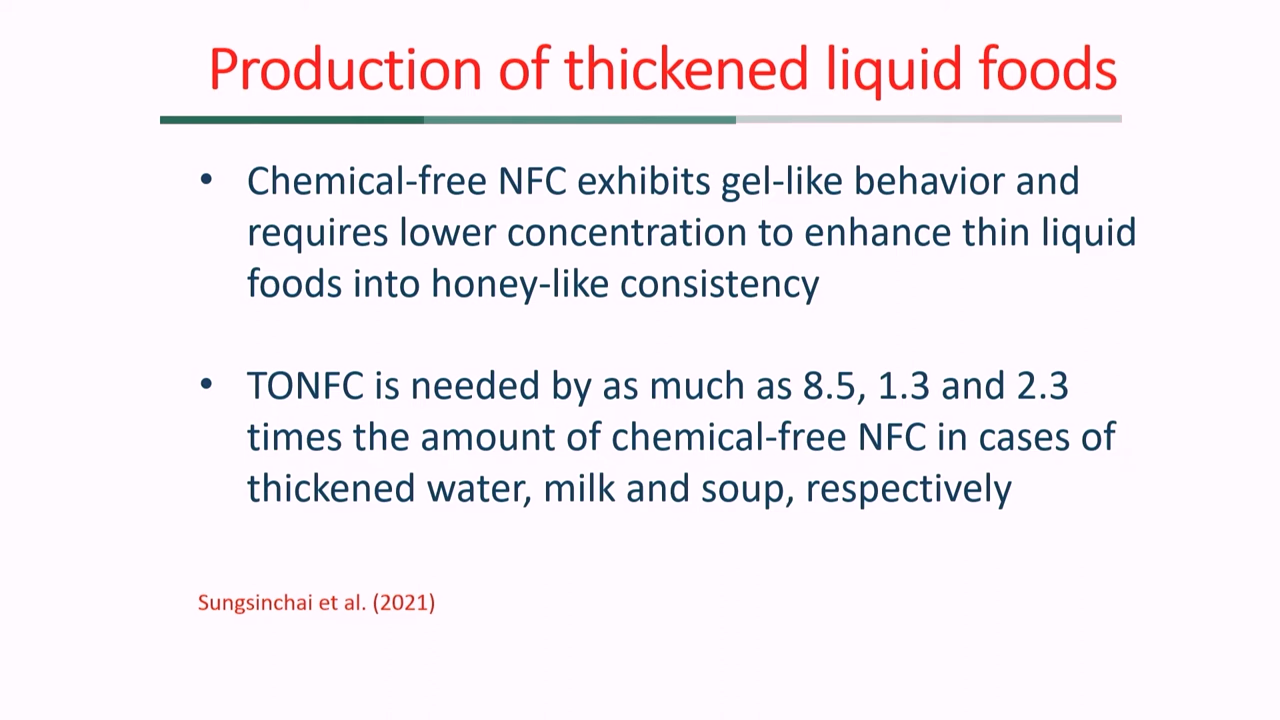 Production of thickened liquid foods
• Chemical-free NFC exhibits gel-like behavior and
requires lower concentration to enhance thin liquid
foods into honey-like consistency
• TONFC is needed by as much as 8.5, 1.3 and 2.3
times the amount of chemical-free NFC in cases of
thickened water, milk and soup, respectively
Sungsinchai et al. (2021)